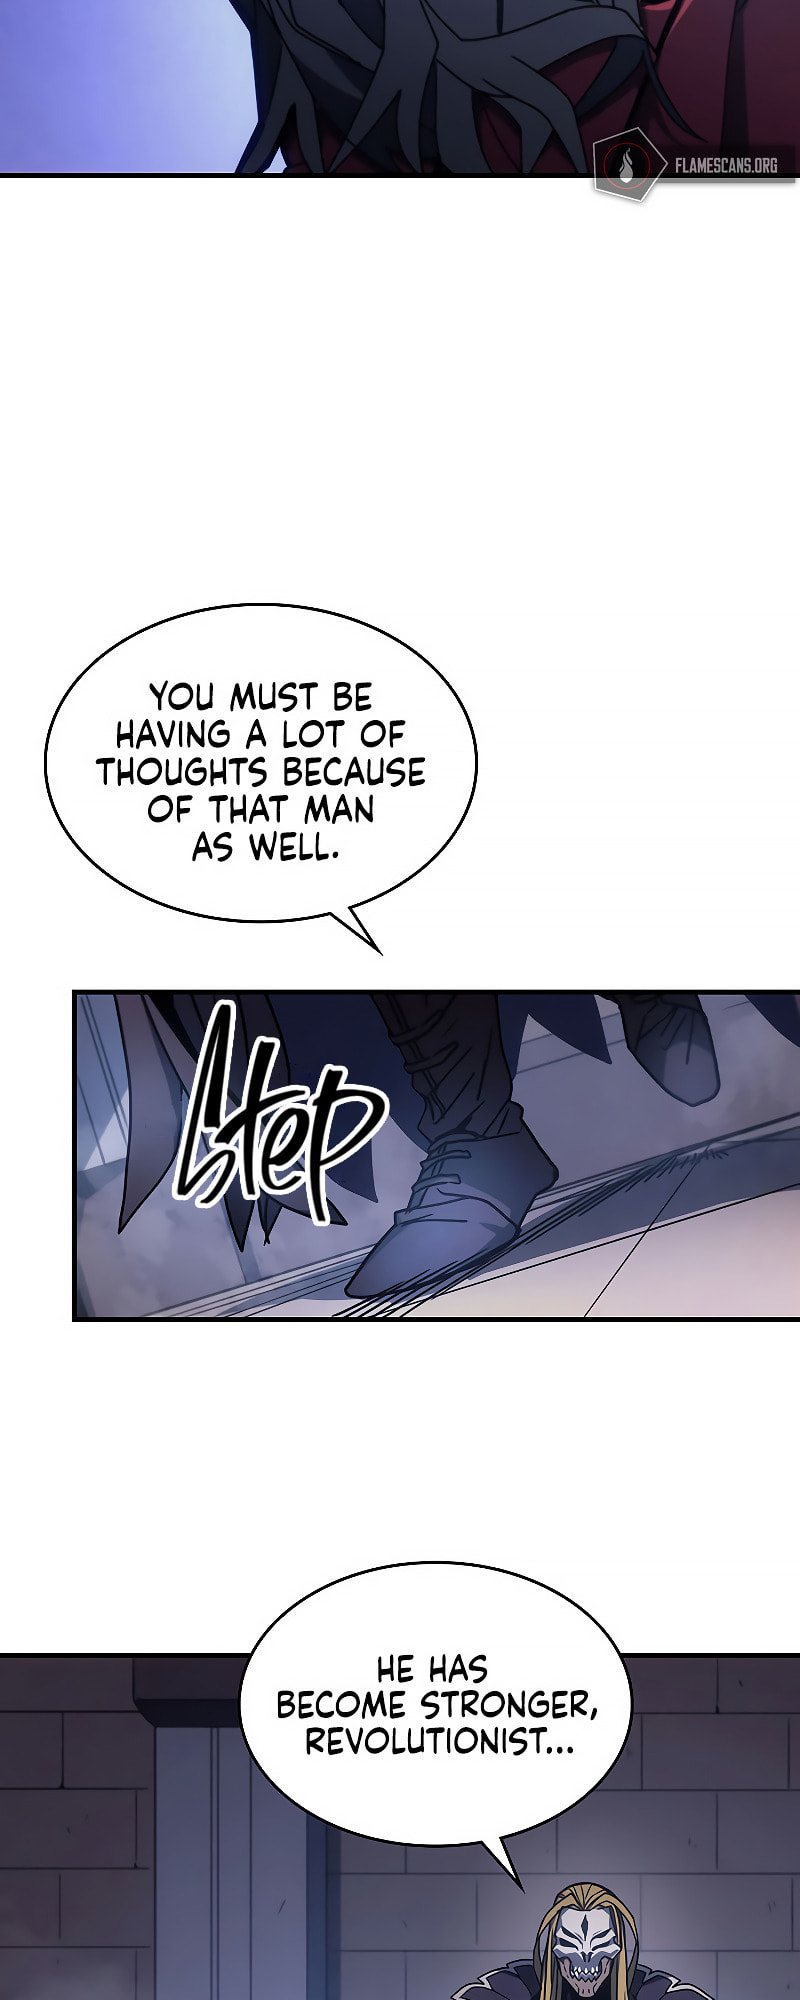 FLAMESCANS.ORG
YOU MUST BE
HAVING A LOT OF
THOUGHTS BECAUSE
OF THAT MAN
AS WELL.
Step
HE HAS
BECOME STRONGER,
REVOLUTIONIST...